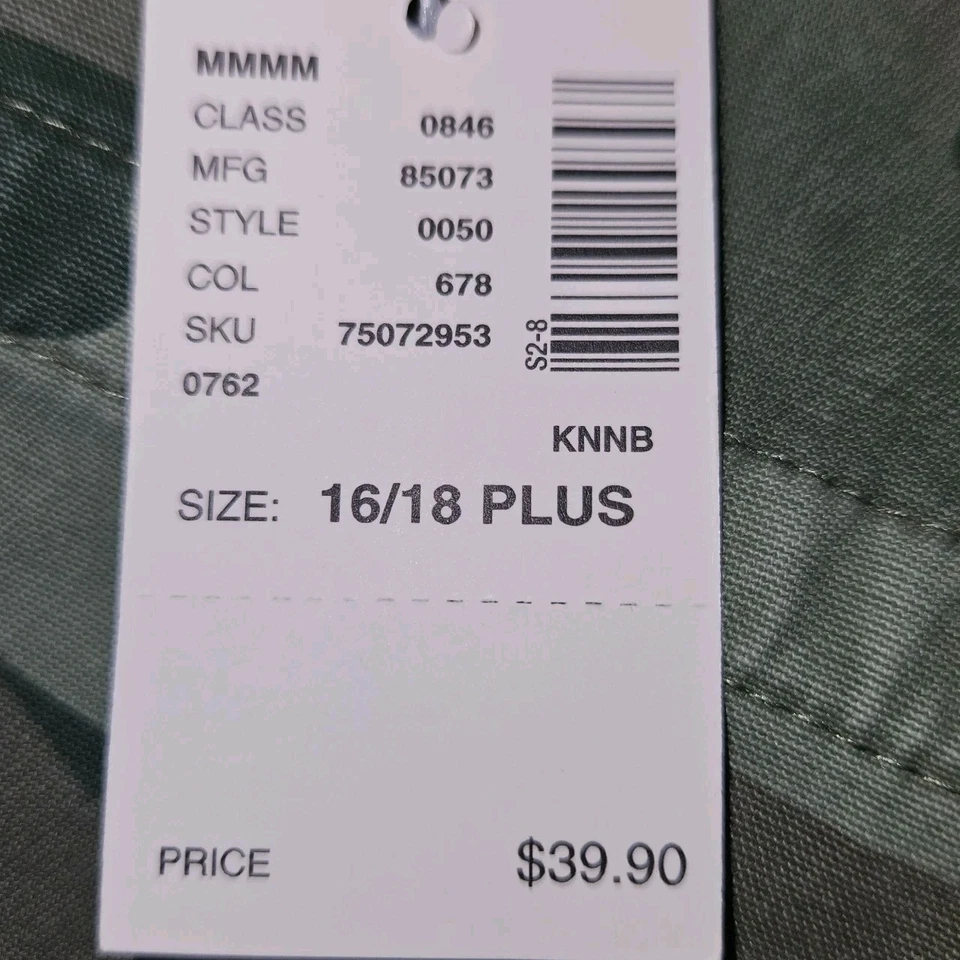 MMMM
CLASS 0846
MFG 85073
STYLE 0050
COL 678
SKU 75072953
0762
S2-8
KNNB
SIZE: 16/18 PLUS
PRICE $39.90